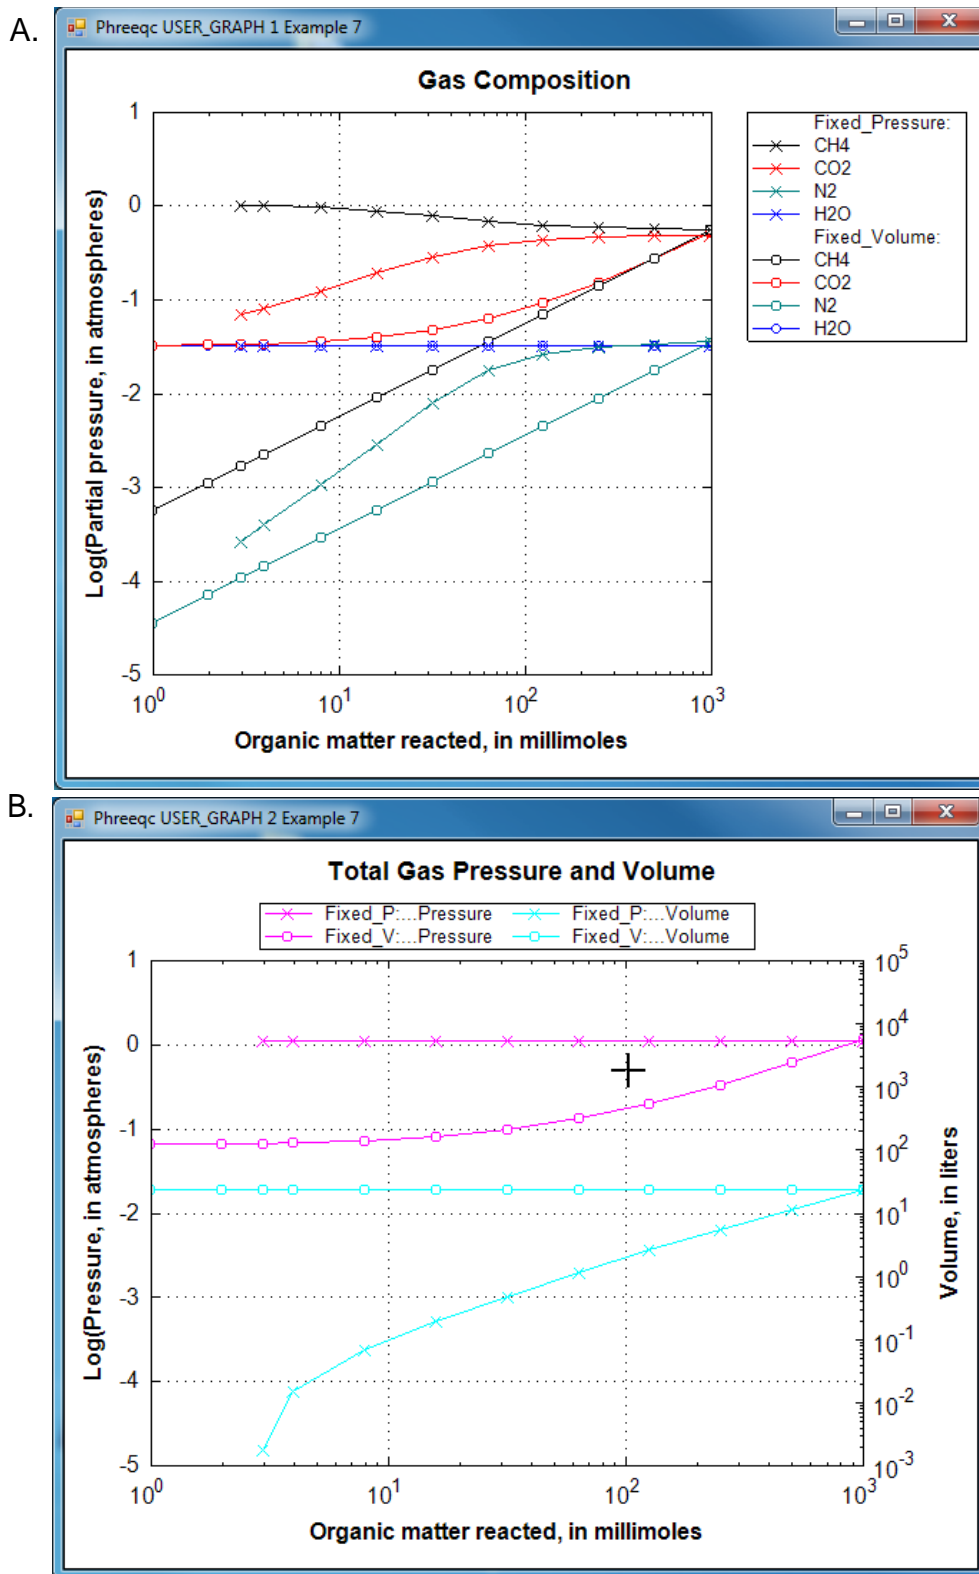 A.
Phreeqc USER_GRAPH 1 Example 7
Gas Composition
Log(Partial pressure, in atmospheres)
1
0
-1
-2
-3
-4
-5
10^0
10^1
10^2
10^3
Organic matter reacted, in millimoles
Fixed_Pressure:
CH4
CO2
N2
H2O
Fixed_Volume:
CH4
CO2
N2
H2O
B.
Phreeqc USER_GRAPH 2 Example 7
Total Gas Pressure and Volume
Fixed_P:...Pressure
Fixed_P:...Volume
Fixed_V:...Pressure
Fixed_V:...Volume
Log(Pressure, in atmospheres)
1
0
-1
-2
-3
-4
-5
10^0
10^1
10^2
10^3
Organic matter reacted, in millimoles
10^5
10^4
10^3
10^2
10^1
10^0
10^-1
10^-2
10^-3
Volume, in liters